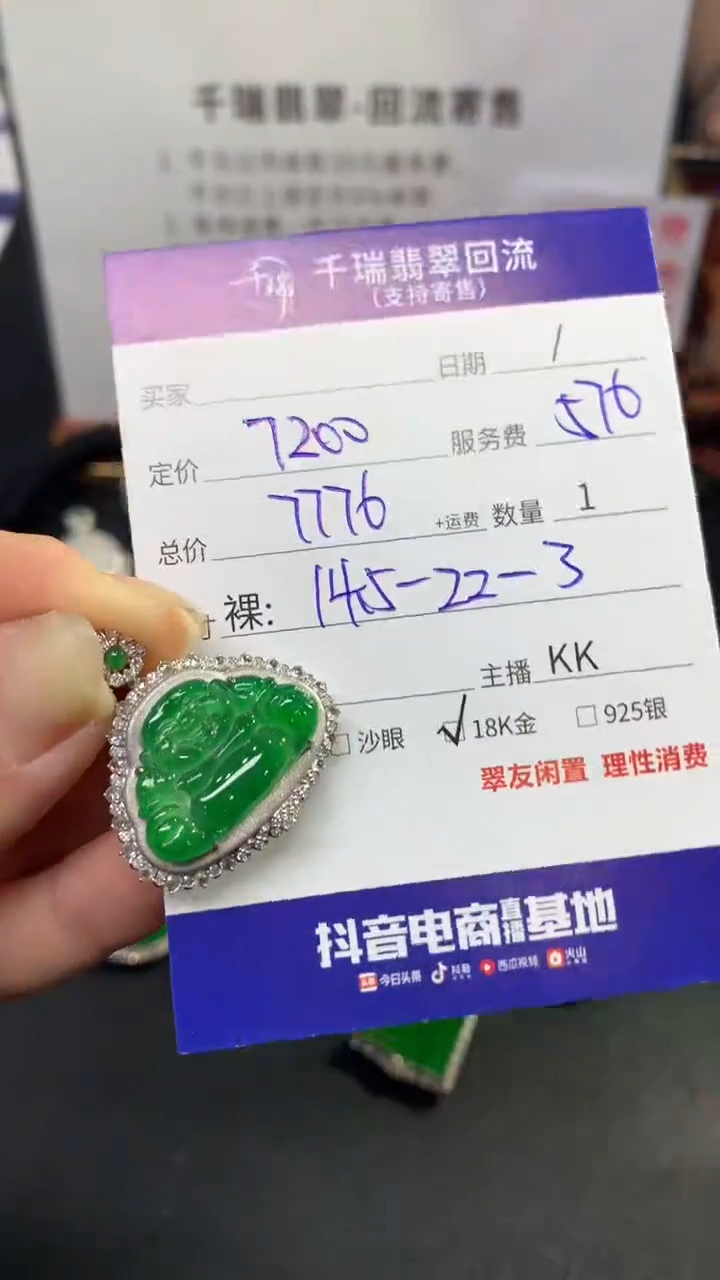 千瑞翡翠-回流寄售
千瑞 千瑞翡翠回流
(支持寄售)
买家 日期 /
定价 7200 服务费 576
总价 7776 +运费 数量 1
裸: 14.5-22-3
主播 KK
沙眼 ✓ 18K金 □ 925银
翠友闲置 理性消费
抖音电商直播基地
今日头条 抖音 西瓜视频 火山